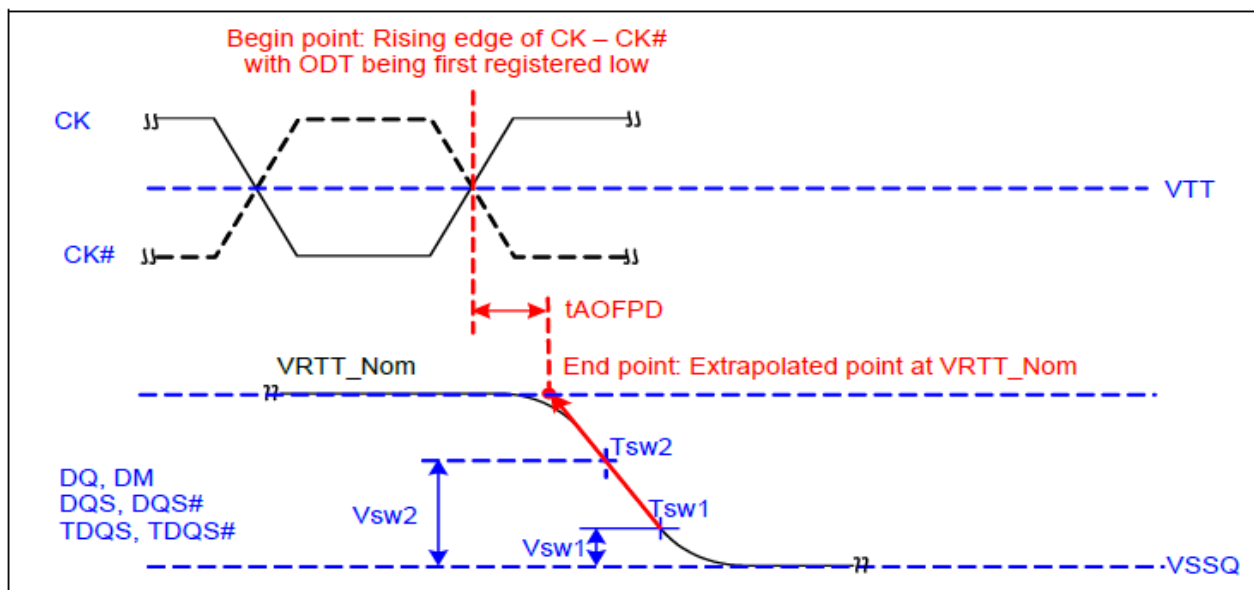 Begin point: Rising edge of CK – CK#
with ODT being first registered low
CK
VTT
CK#
tAOFPD
VRTT_Nom
End point: Extrapolated point at VRTT_Nom
Tsw2
DQ, DM
DQS, DQS#
TDQS, TDQS#
Vsw2
Tsw1
Vsw1
VSSQ